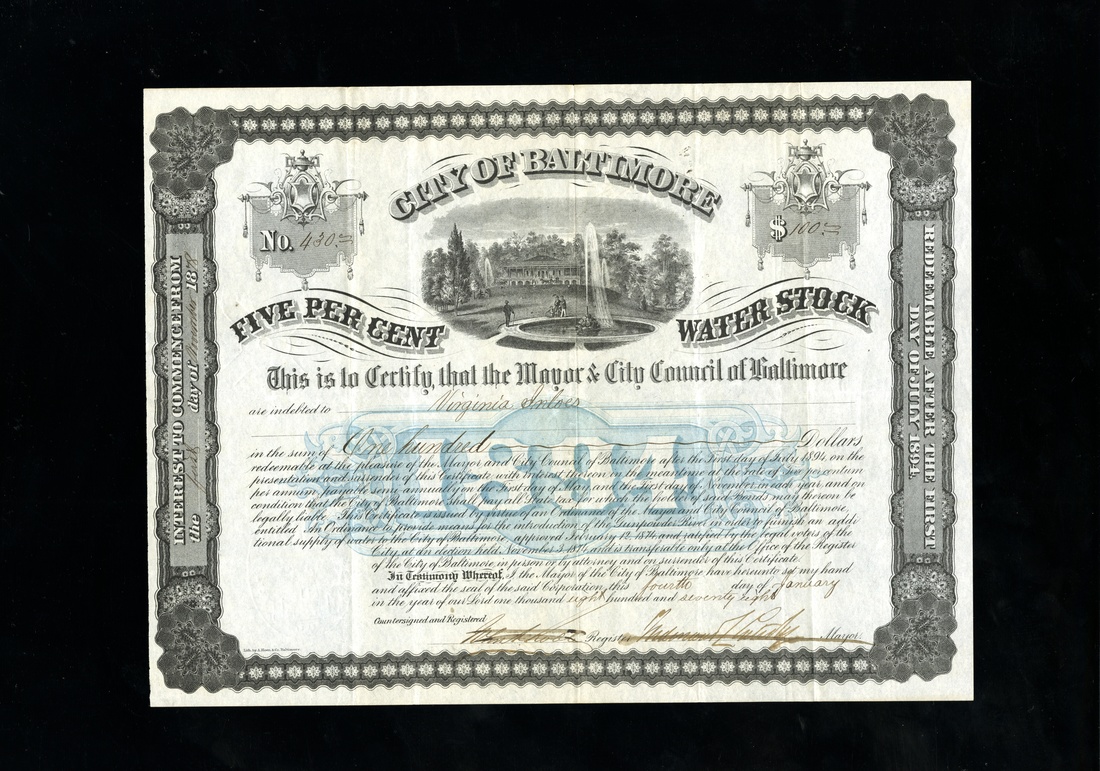 CITY OF BALTIMORE
No. 430
$ 100
FIVE PER CENT
WATER STOCK
INTEREST TO COMMENCE FROM
the first day of November 187
REDEEMABLE AFTER THE FIRST
DAY OF JULY 1894.
This is to Certify, that the Mayor & City Council of Baltimore
are indebted to Virginia
1894
in the sum of One hundred Dollars
redeemable at the pleasure of the Mayor and City Council of Baltimore after the First day of July 1894, on the
presentation and surrender of this Certificate with Interest thereon in the meantime at the rate of five per centum
per annum, payable semi annually on the First day of May and the First day of November in each year and on
condition that the City of Baltimore shall pay all State tax for which the holder of said Bonds may thereon be
legally liable. This Certificate is issued under an Ordinance of the Mayor and City Council of Baltimore,
entitled An Ordinance to provide means for the introduction of the Gunpowder River in order to furnish an addi
tional supply of water to the City of Baltimore, approved February 12, 1874 and ratified by the legal voters of the
City, at an election held, November 3, 1874, and is transferable only at the Office of the Register
of the City of Baltimore in person or by attorney and on surrender of this Certificate.
In Testimony Whereof, I the Mayor of the City of Baltimore have hereunto set my hand
and affixed the seal of the said Corporation, this fourth day of January
in the year of our Lord one thousand eight hundred and seventy eight
Countersigned and Registered
Register Mayor.
Lith. by A. Hoen & Co. Baltimore.